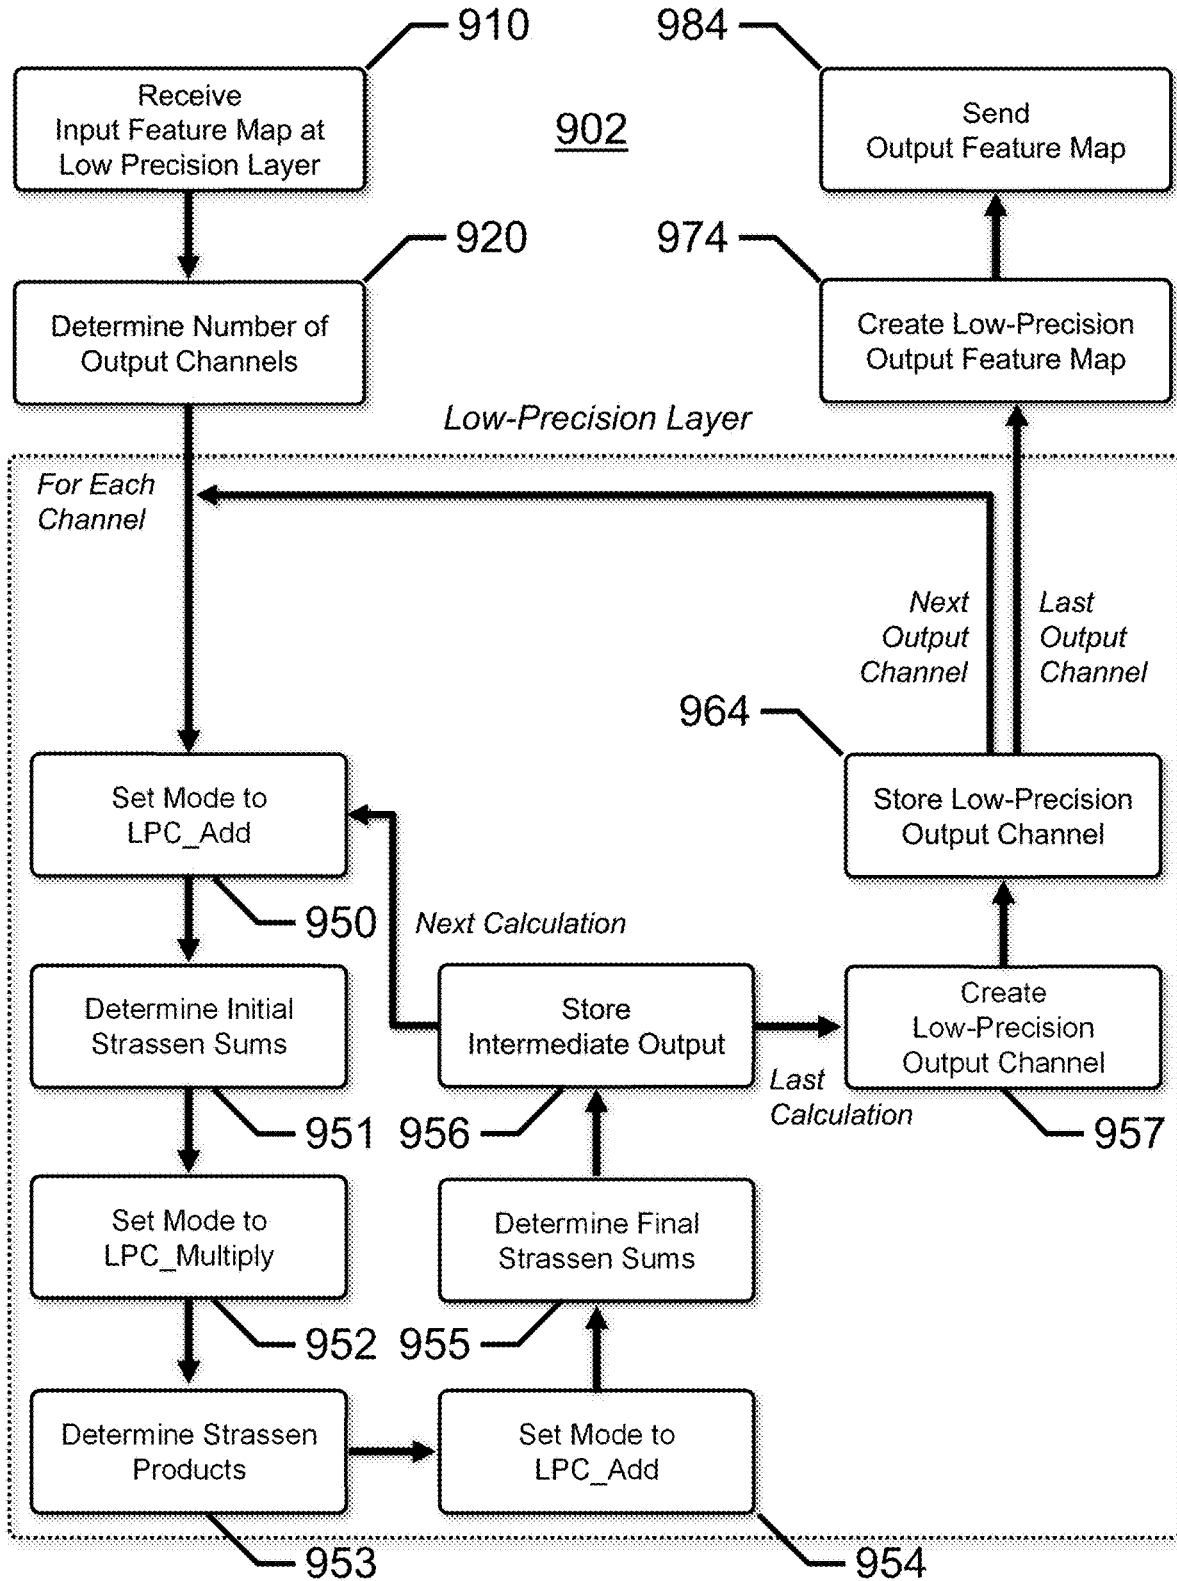 910
Receive
Input Feature Map at
Low Precision Layer
902
984
Send
Output Feature Map
920
Determine Number of
Output Channels
974
Create Low-Precision
Output Feature Map
Low-Precision Layer
For Each
Channel
Next
Output
Channel
Last
Output
Channel
964
Store Low-Precision
Output Channel
Set Mode to
LPC_Add
950
Next Calculation
Determine Initial
Strassen Sums
951
Store
Intermediate Output
956
Last
Calculation
Create
Low-Precision
Output Channel
957
Set Mode to
LPC_Multiply
952
Determine Final
Strassen Sums
955
Determine Strassen
Products
953
Set Mode to
LPC_Add
954